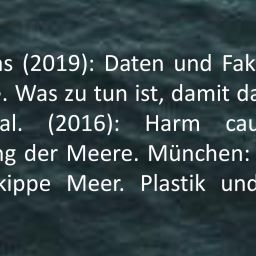 as (2019): Daten und Fak
e. Was zu tun ist, damit da
al. (2016): Harm cau
ng der Meere. München:
kippe Meer. Plastik und